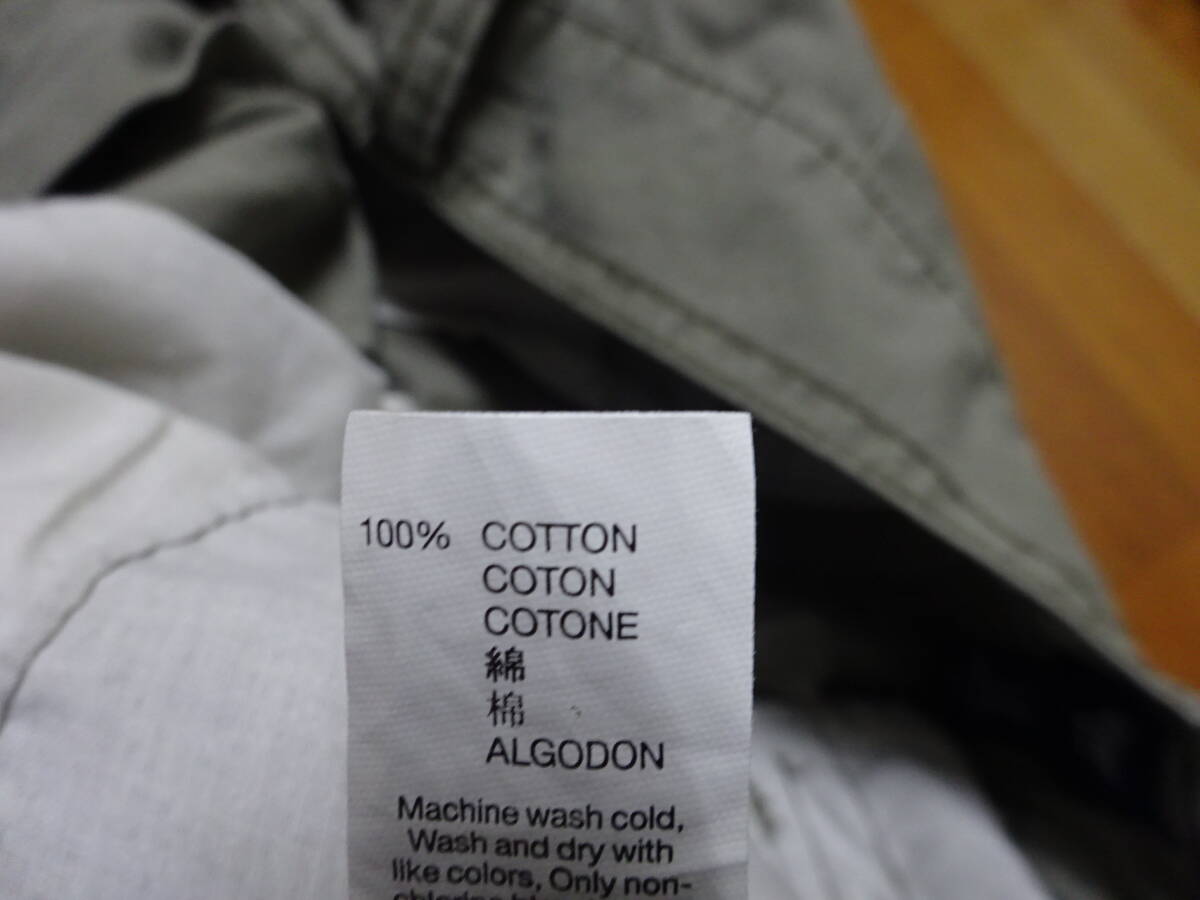 100% COTTON
COTON
COTONE
綿
棉
ALGODON
Machine wash cold,
Wash and dry with
like colors, Only non-